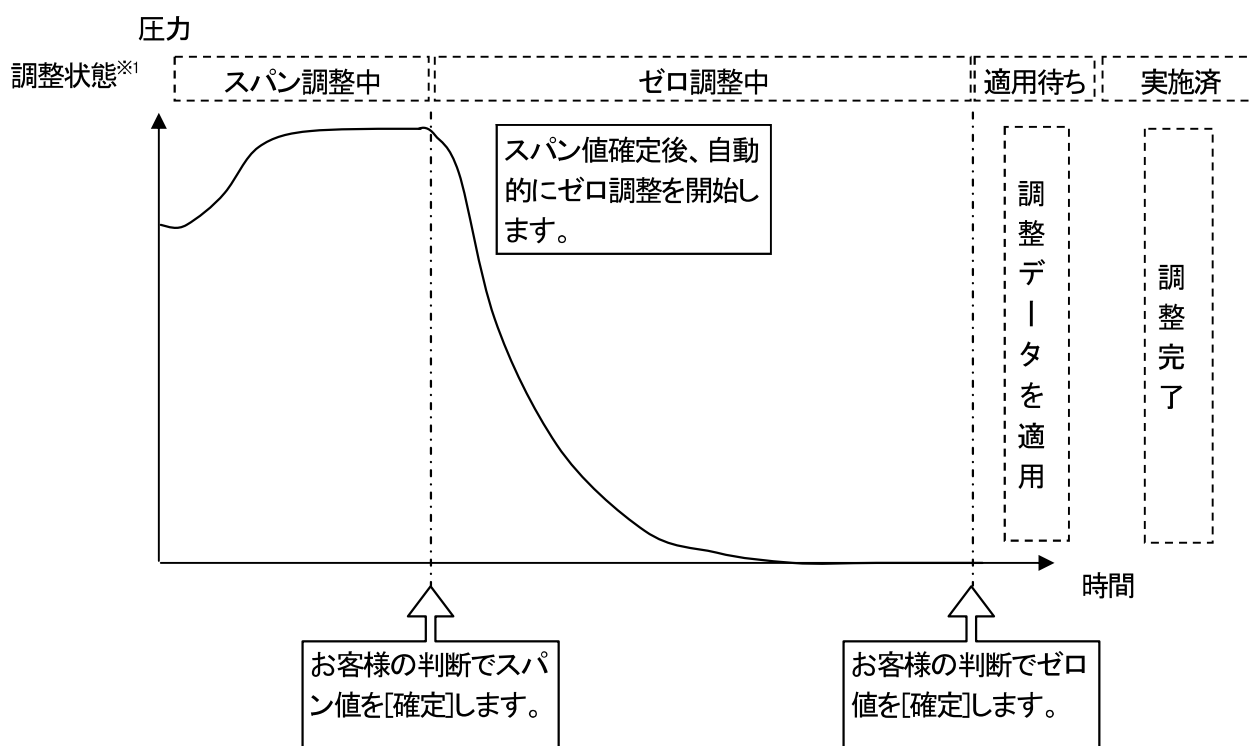 圧力
調整状態※1
スパン調整中
ゼロ調整中
適用待ち
実施済
スパン値確定後、自動
的にゼロ調整を開始し
ます。
調整データを適用
調整完了
時間
お客様の判断でスパ
ン値を[確定]します。
お客様の判断でゼロ
値を[確定]します。